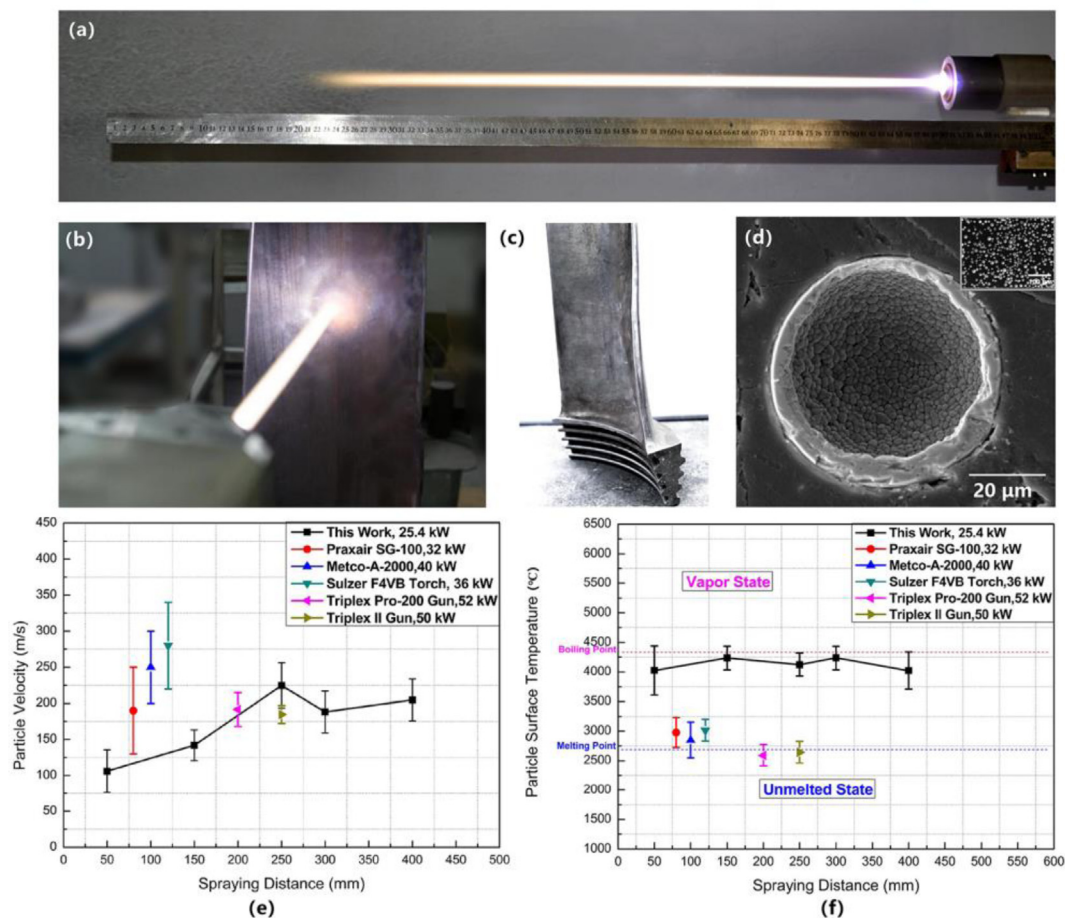 (a)
(b)
(c)
(d)
20 μm
450
400
350
300
250
200
150
100
50
0
Particle Velocity (m/s)
This Work, 25.4 kW
Praxair SG-100,32 kW
Metco-A-2000,40 kW
Sulzer F4VB Torch, 36 kW
Triplex Pro-200 Gun,52 kW
Triplex II Gun,50 kW
0 50 100 150 200 250 300 350 400 450 500
Spraying Distance (mm)
(e)
6500
6000
5500
5000
4500
4000
3500
3000
2500
2000
1500
1000
Particle Surface Temperature (℃)
This Work, 25.4 kW
Praxair SG-100,32 kW
Metco-A-2000,40 kW
Sulzer F4VB Torch,36 kW
Triplex Pro-200 Gun,52 kW
Triplex II Gun,50 kW
Vapor State
Boiling Point
Melting Point
Unmelted State
0 50 100 150 200 250 300 350 400 450 500 550 600
Spraying Distance (mm)
(f)